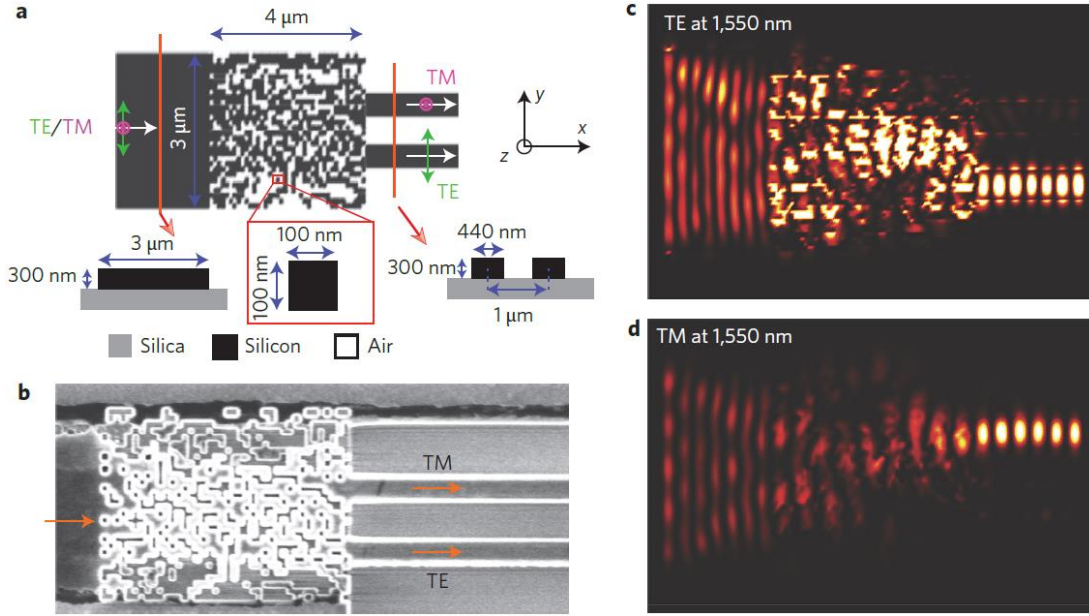 a
4 μm
TE/TM
3 μm
TM
TE
y
x
z
3 μm
300 nm
100 nm
100 nm
440 nm
300 nm
1 μm
Silica
Silicon
Air
b
TM
TE
c
TE at 1,550 nm
d
TM at 1,550 nm